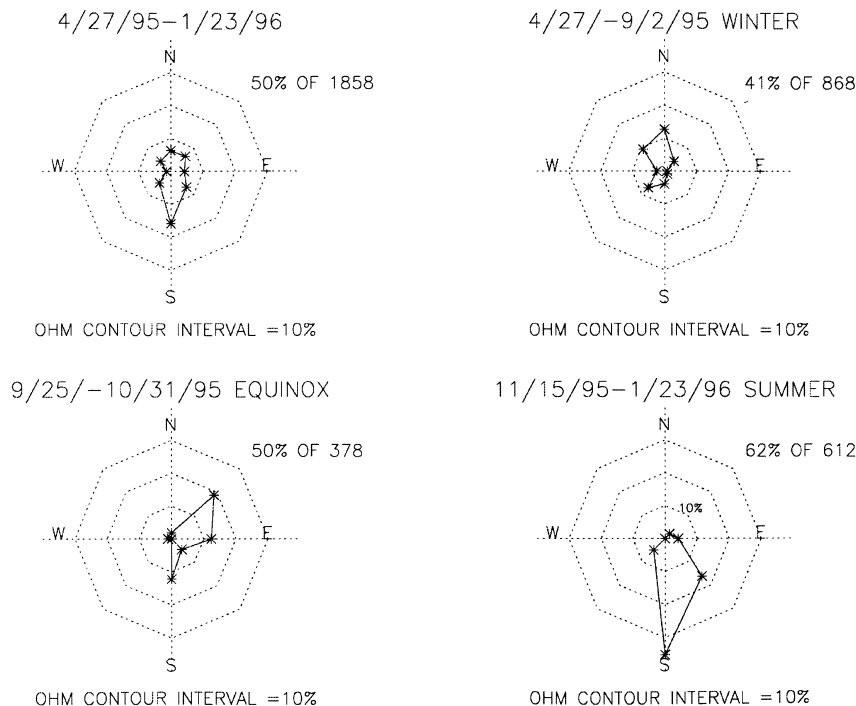 4/27/95-1/23/96
N
50% OF 1858
W
E
S
OHM CONTOUR INTERVAL =10%
4/27/-9/2/95 WINTER
N
41% OF 868
W
E
S
OHM CONTOUR INTERVAL =10%
9/25/-10/31/95 EQUINOX
N
50% OF 378
W
E
S
OHM CONTOUR INTERVAL =10%
11/15/95-1/23/96 SUMMER
N
62% OF 612
10%
W
E
S
OHM CONTOUR INTERVAL =10%